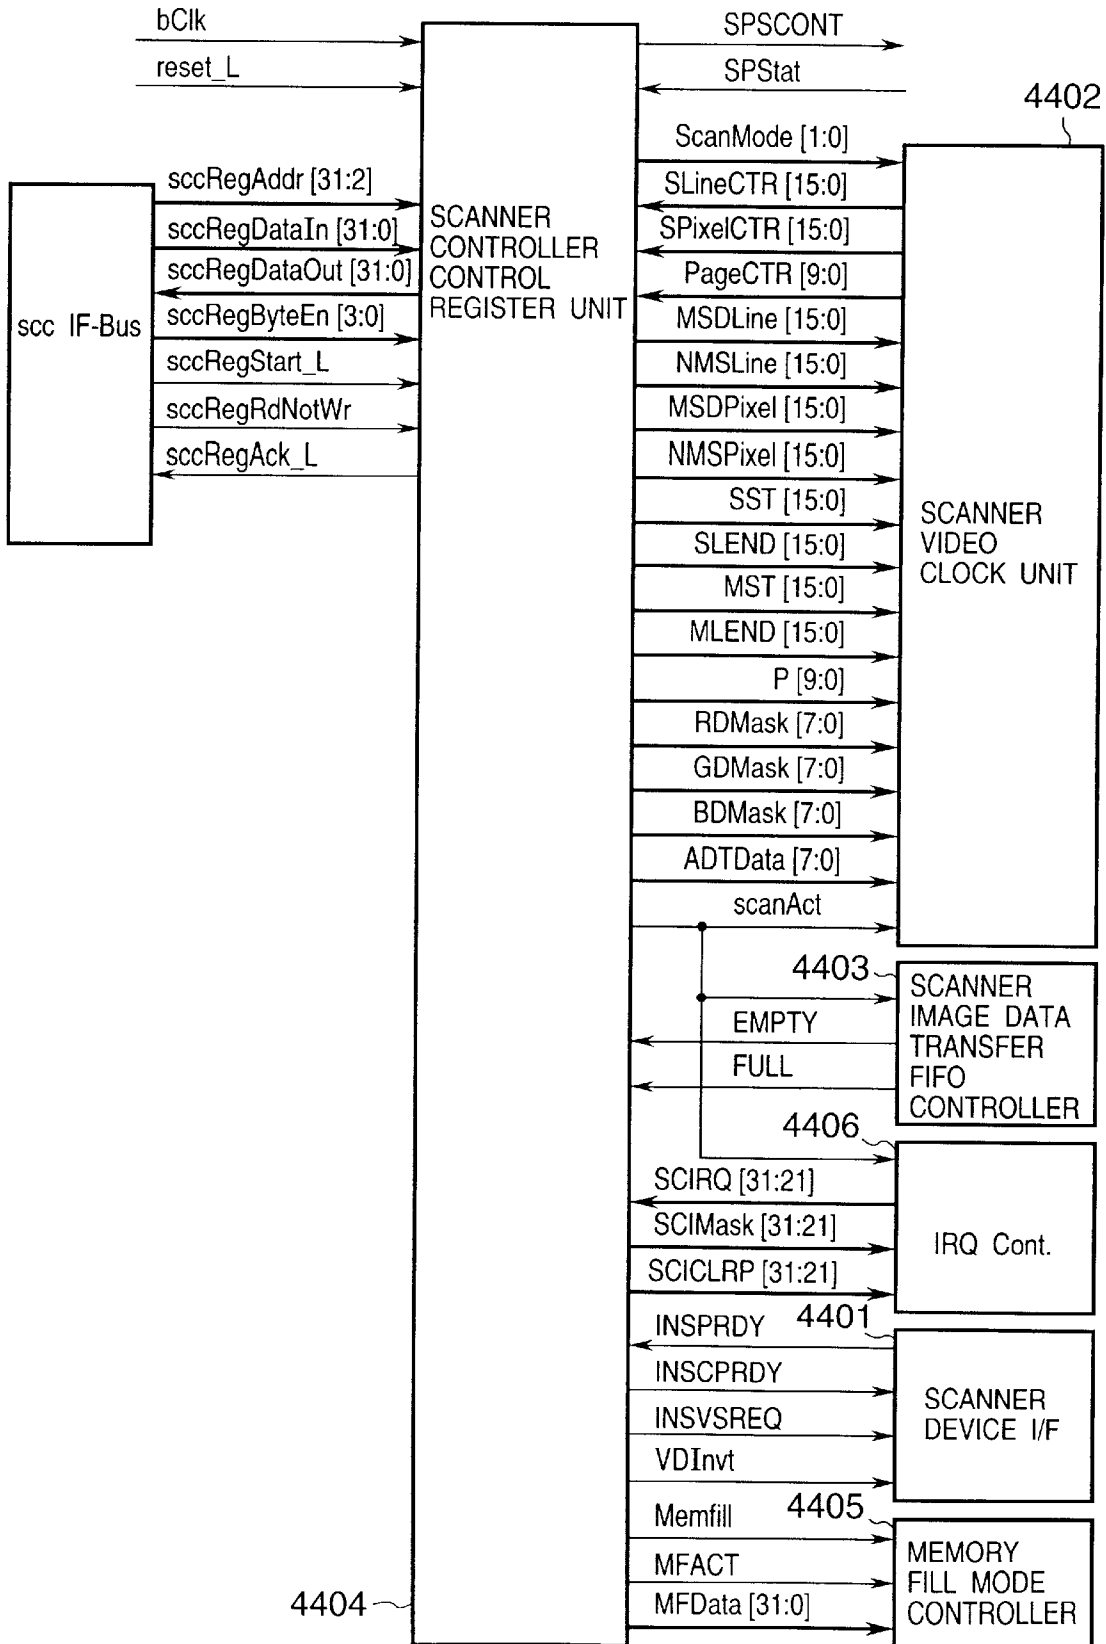 bClk
SPSCONT
reset_L
SPStat
4402
ScanMode [1:0]
sccRegAddr [31:2]
SLineCTR [15:0]
sccRegDataIn [31:0]
SPixelCTR [15:0]
sccRegDataOut [31:0]
PageCTR [9:0]
scc IF-Bus
sccRegByteEn [3:0]
sccRegStart_L
sccRegRdNotWr
sccRegAck_L
SCANNER
CONTROLLER
CONTROL
REGISTER UNIT
MSDLine [15:0]
NMSLine [15:0]
MSDPixel [15:0]
NMSPixel [15:0]
SST [15:0]
SLEND [15:0]
MST [15:0]
MLEND [15:0]
P [9:0]
RDMask [7:0]
GDMask [7:0]
BDMask [7:0]
ADTData [7:0]
scanAct
SCANNER
VIDEO
CLOCK UNIT
4403
EMPTY
FULL
SCANNER
IMAGE DATA
TRANSFER
FIFO
CONTROLLER
4406
SCIRQ [31:21]
SCIMask [31:21]
SCICLRP [31:21]
IRQ Cont.
4401
INSPRDY
INSCPRDY
INSVSREQ
VDInvt
SCANNER
DEVICE I/F
4405
Memfill
MFACT
MFData [31:0]
MEMORY
FILL MODE
CONTROLLER
4404